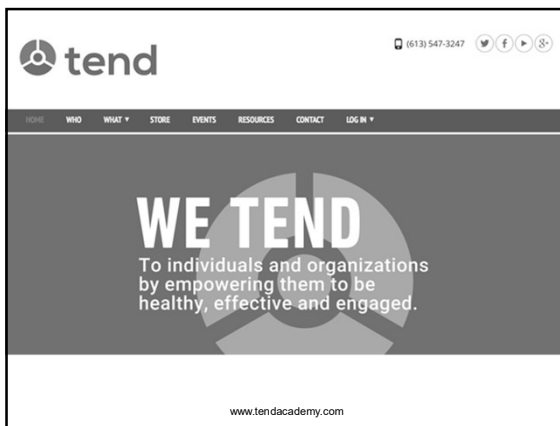 tend
(613) 547-3247
HOME WHO WHAT ▼ STORE EVENTS RESOURCES CONTACT LOG IN ▼
WE TEND
To individuals and organizations
by empowering them to be
healthy, effective and engaged.
www.tendacademy.com